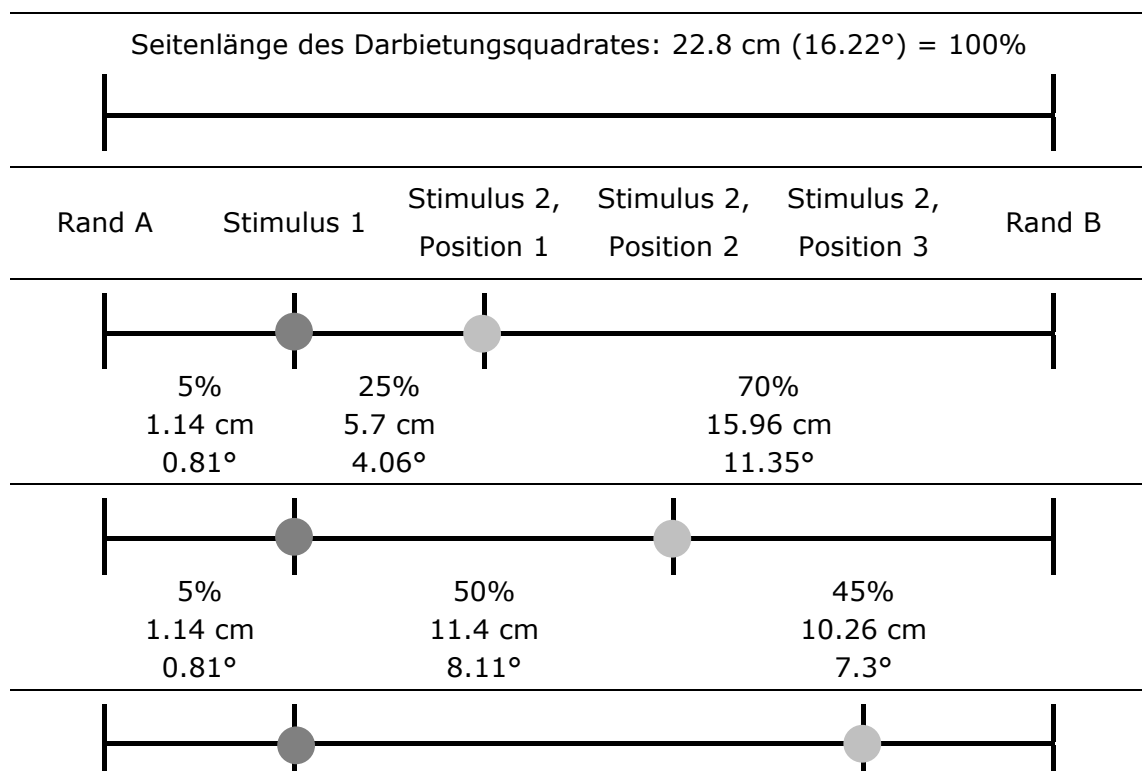 Seitenlänge des Darbietungsquadrates: 22.8 cm (16.22°) = 100%
Rand A Stimulus 1 Stimulus 2, Position 1 Stimulus 2, Position 2 Stimulus 2, Position 3 Rand B
5% 25% 70%
1.14 cm 5.7 cm 15.96 cm
0.81° 4.06° 11.35°
5% 50% 45%
1.14 cm 11.4 cm 10.26 cm
0.81° 8.11° 7.3°